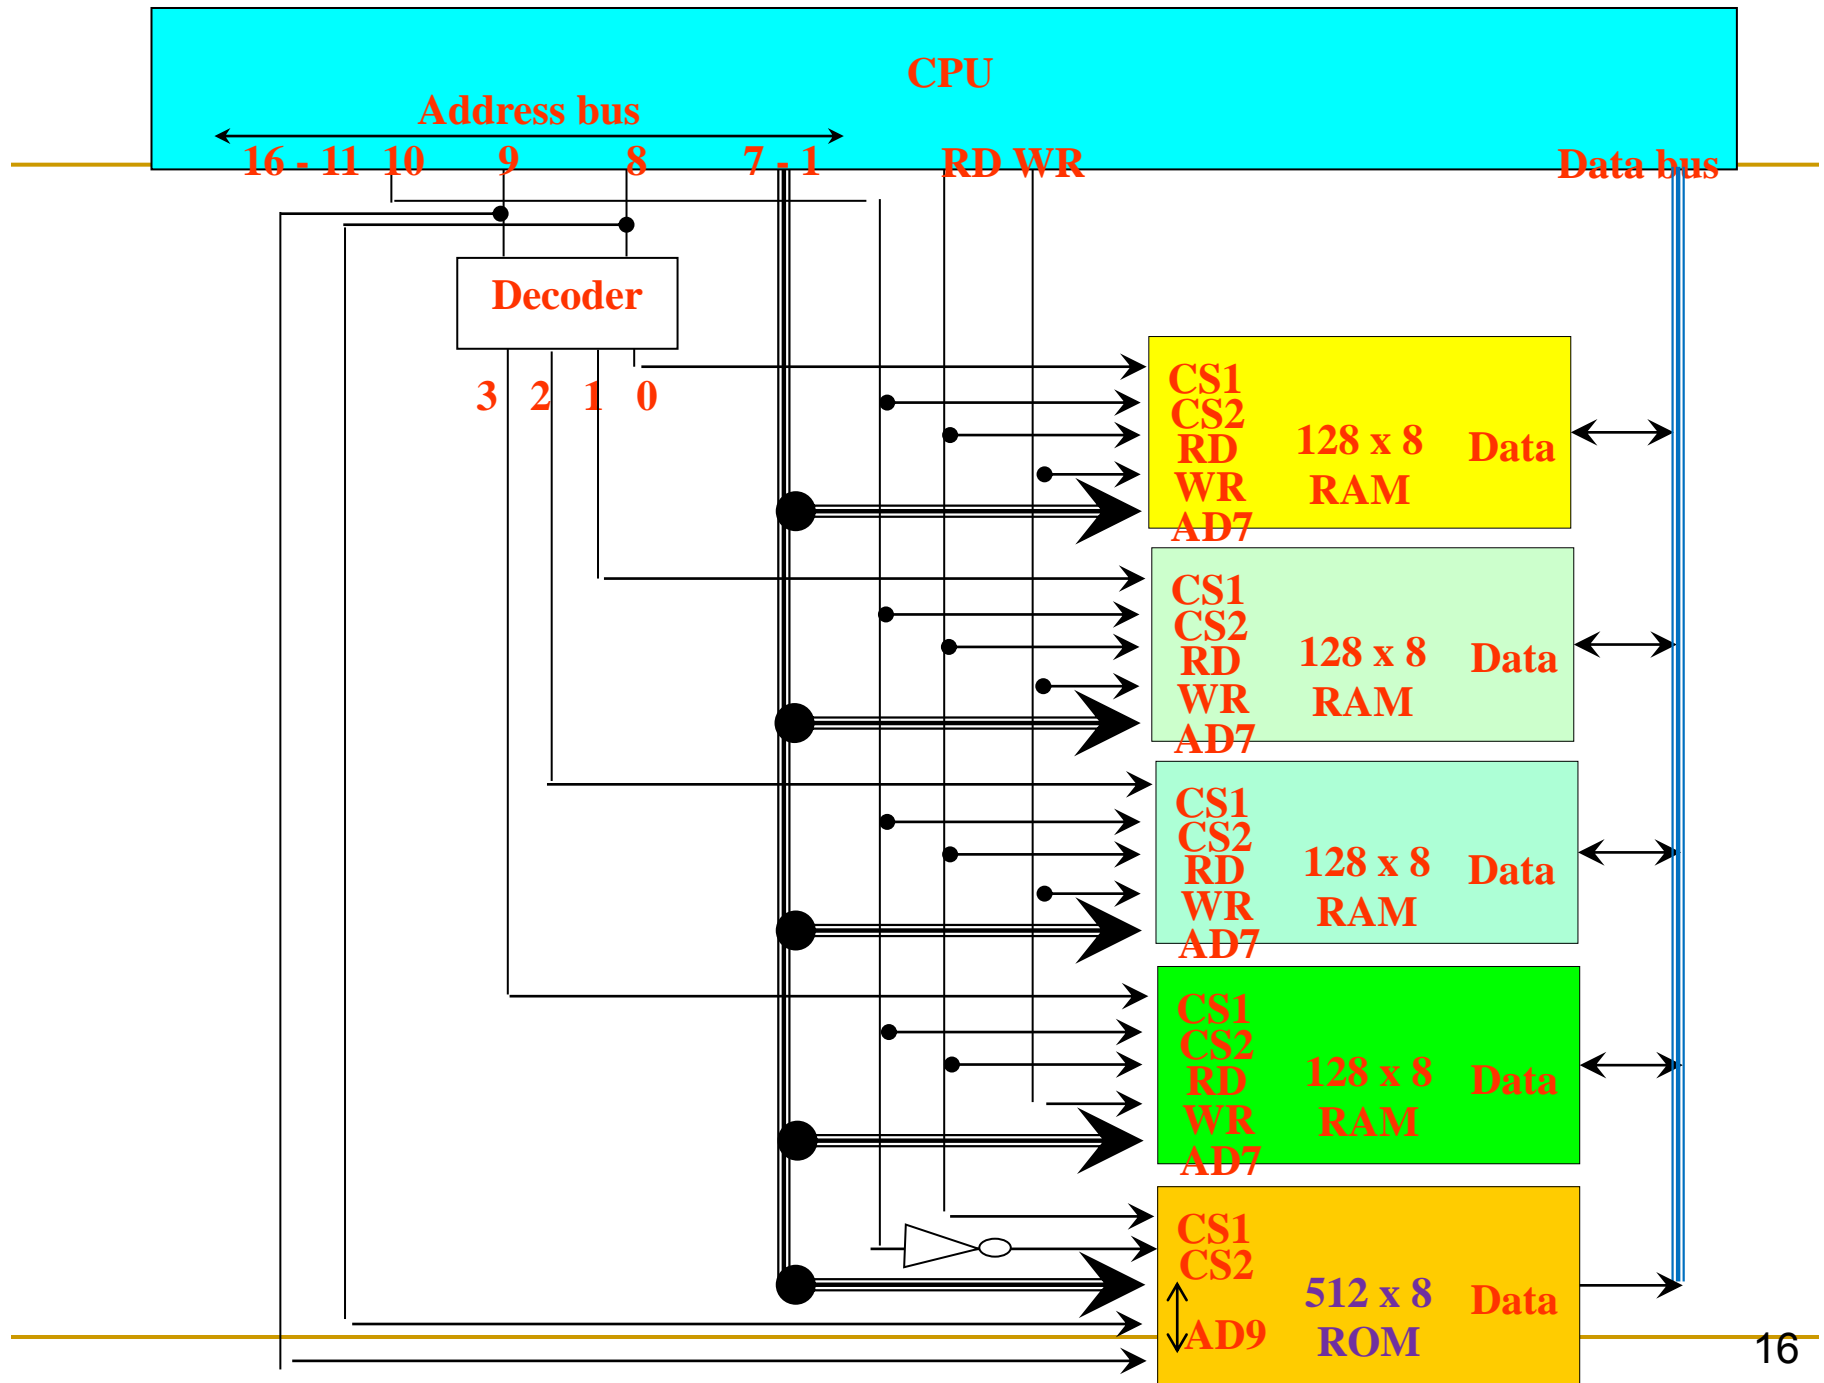 CPU
Address bus
16 - 11 10 9 8 7 - 1 RD WR Data bus
Decoder
3 2 1 0
CS1
CS2
RD
WR
AD7
128 x 8
RAM
Data
CS1
CS2
RD
WR
AD7
128 x 8
RAM
Data
CS1
CS2
RD
WR
AD7
128 x 8
RAM
Data
CS1
CS2
RD
WR
AD7
128 x 8
RAM
Data
CS1
CS2
AD9
512 x 8
ROM
Data
16